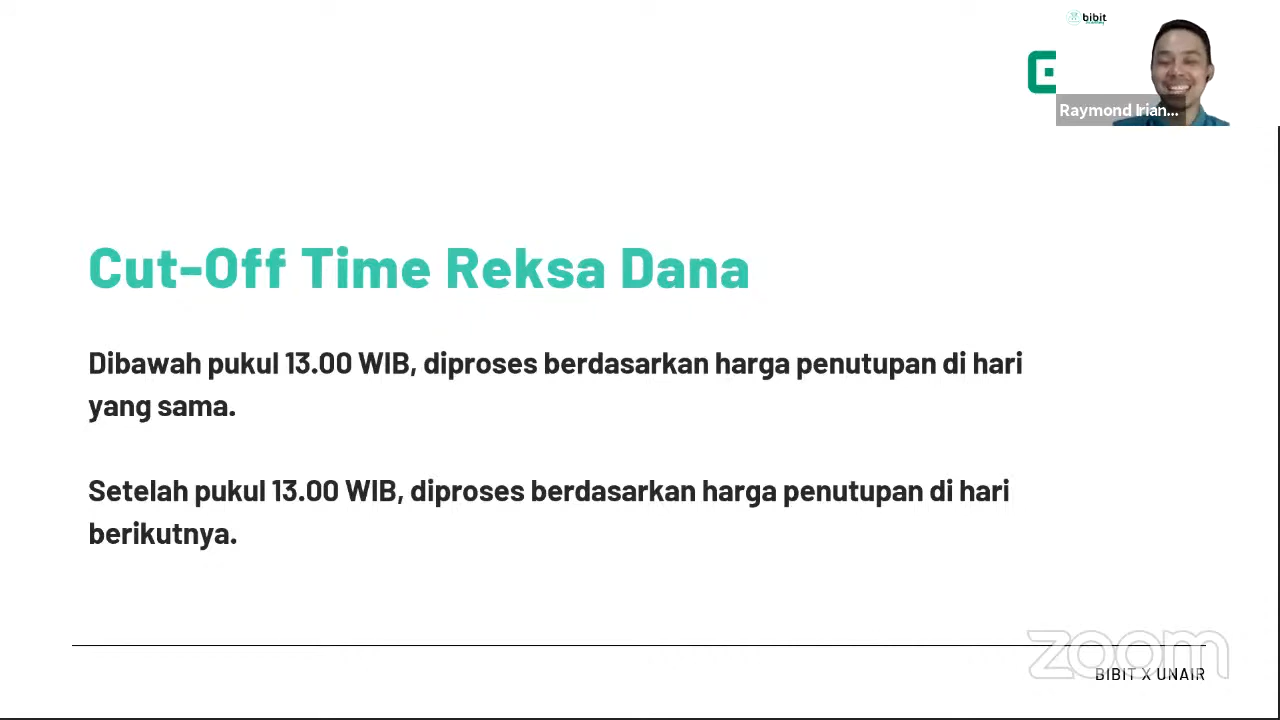 bibit
Raymond Irian...
Cut-Off Time Reksa Dana
Dibawah pukul 13.00 WIB, diproses berdasarkan harga penutupan di hari
yang sama.
Setelah pukul 13.00 WIB, diproses berdasarkan harga penutupan di hari
berikutnya.
zoom
BIBIT X UNAIR